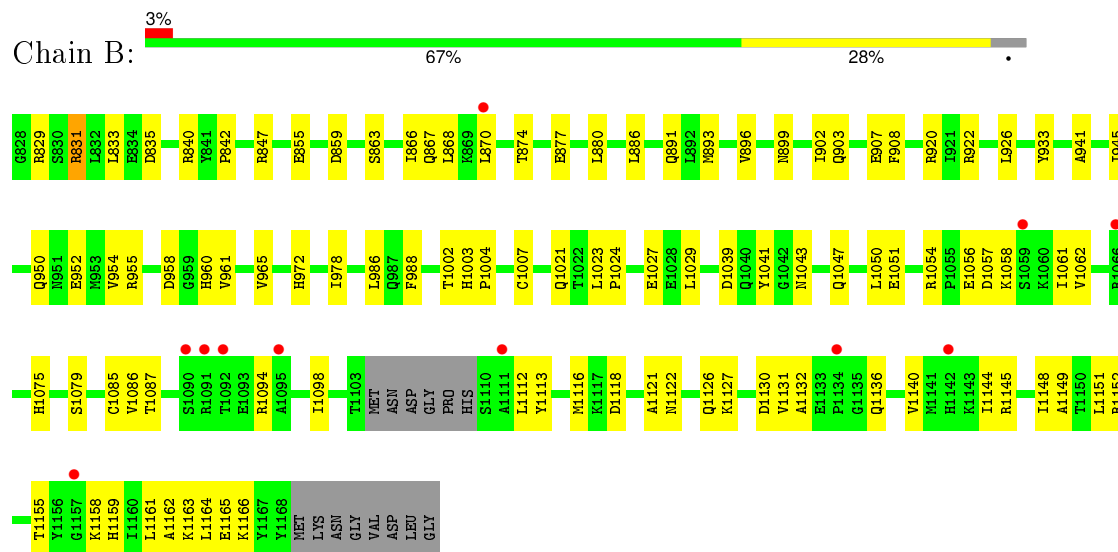 3%
Chain B:
67% 28% •
G828 R829 S830 R831 L832 L833 E834 D835 R840 Y841 P842 R847 E855 D859 S863 I866 Q867 L868 K869 L870 T874 E877 L880 L886 Q891 L892 M893 V896 N899 I902 Q903 E907 F908 R920 I921 R922 L926 Y933 A941
Q950 N951 E952 M953 V954 R955 D958 G959 H960 V961 V965 H972 I978 L986 Q987 F988 T1002 H1003 P1004 C1007 Q1021 T1022 L1023 P1024 E1027 E1028 L1029 D1039 Q1040 Y1041 G1042 N1043 Q1047 L1050 E1051 R1054 P1055 E1056 D1057 K1058 S1059 K1060 I1061 V1062
H1075 S1079 C1085 V1086 T1087 S1090 R1091 T1092 E1093 R1094 A1095 I1098 T1103 MET ASN ASP GLY PRO HIS S1110 A1111 L1112 Y1113 M1116 K1117 D1118 A1121 N1122 Q1126 K1127 D1130 V1131 A1132 E1133 P1134 G1135 Q1136 V1140 M1141 H1142 K1143 I1144 R1145 I1148 A1149 T1150 L1151
T1155 Y1156 G1157 K1158 H1159 I1160 L1161 A1162 K1163 L1164 E1165 K1166 Y1167 Y1168 MET LYS ASN GLY VAL ASP LEU GLY